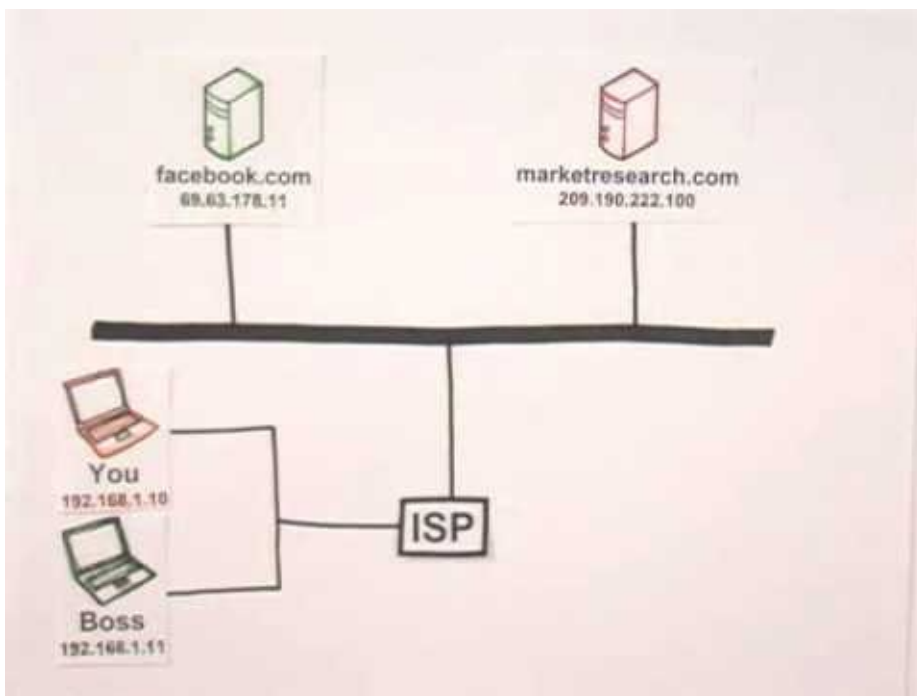 facebook.com
69.63.178.11
marketresearch.com
209.190.222.100
You
192.168.1.10
ISP
Boss
192.168.1.11